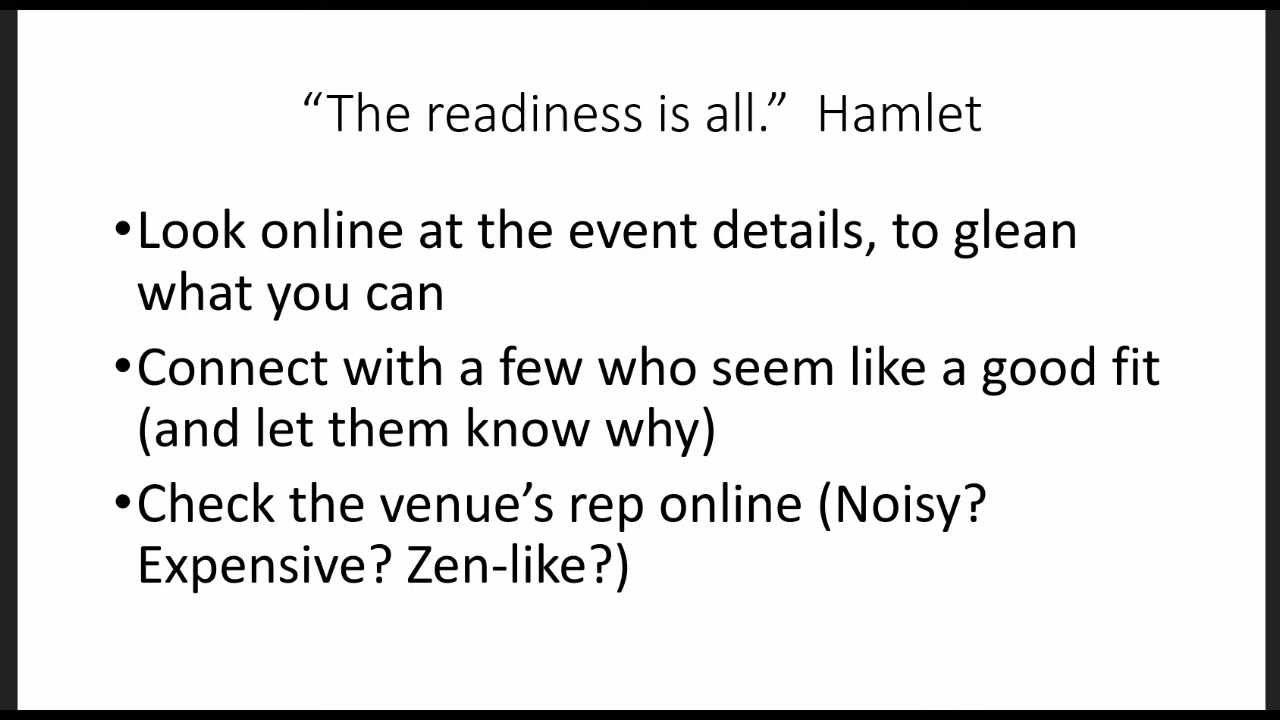 “The readiness is all.”  Hamlet
•Look online at the event details, to glean
what you can
•Connect with a few who seem like a good fit
(and let them know why)
•Check the venue’s rep online (Noisy?
Expensive? Zen-like?)